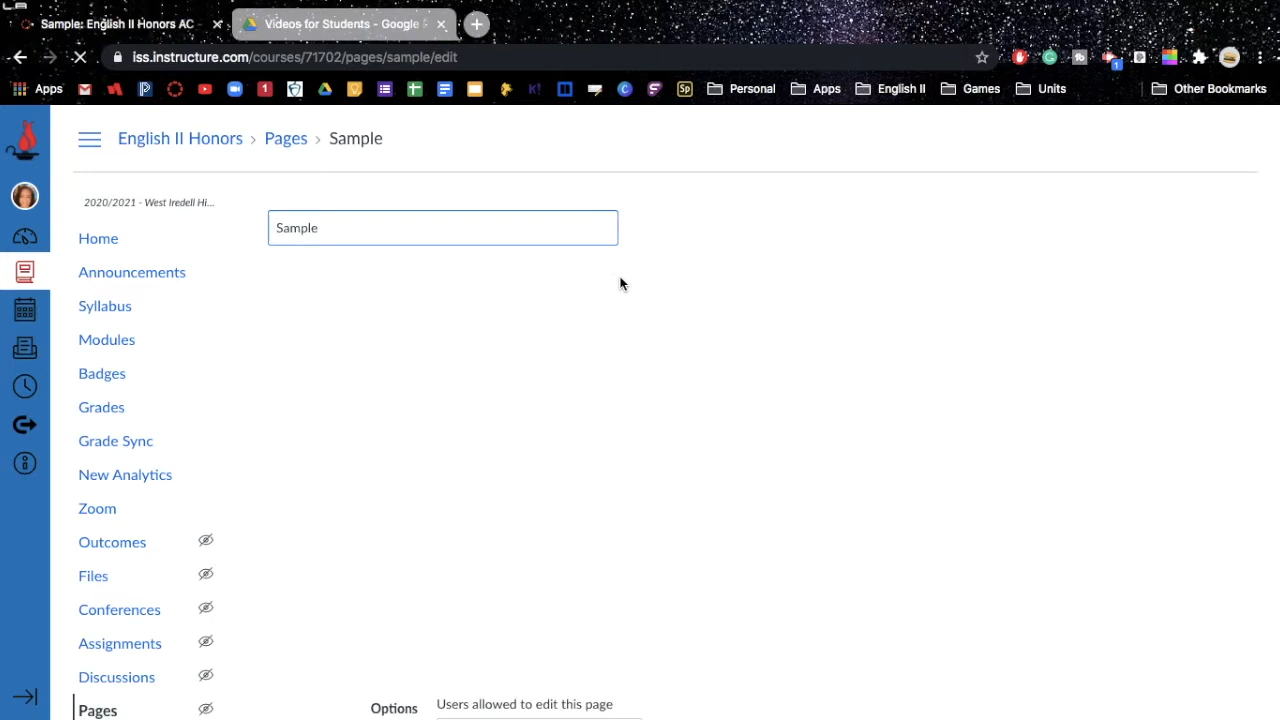 Sample: English II Honors AC
Videos for Students - Google
iss.instructure.com/courses/71702/pages/sample/edit
Apps
Personal
Apps
English II
Games
Units
Other Bookmarks
English II Honors > Pages > Sample
2020/2021 - West Iredell Hi...
Sample
Home
Announcements
Syllabus
Modules
Badges
Grades
Grade Sync
New Analytics
Zoom
Outcomes
Files
Conferences
Assignments
Discussions
Pages
Options
Users allowed to edit this page